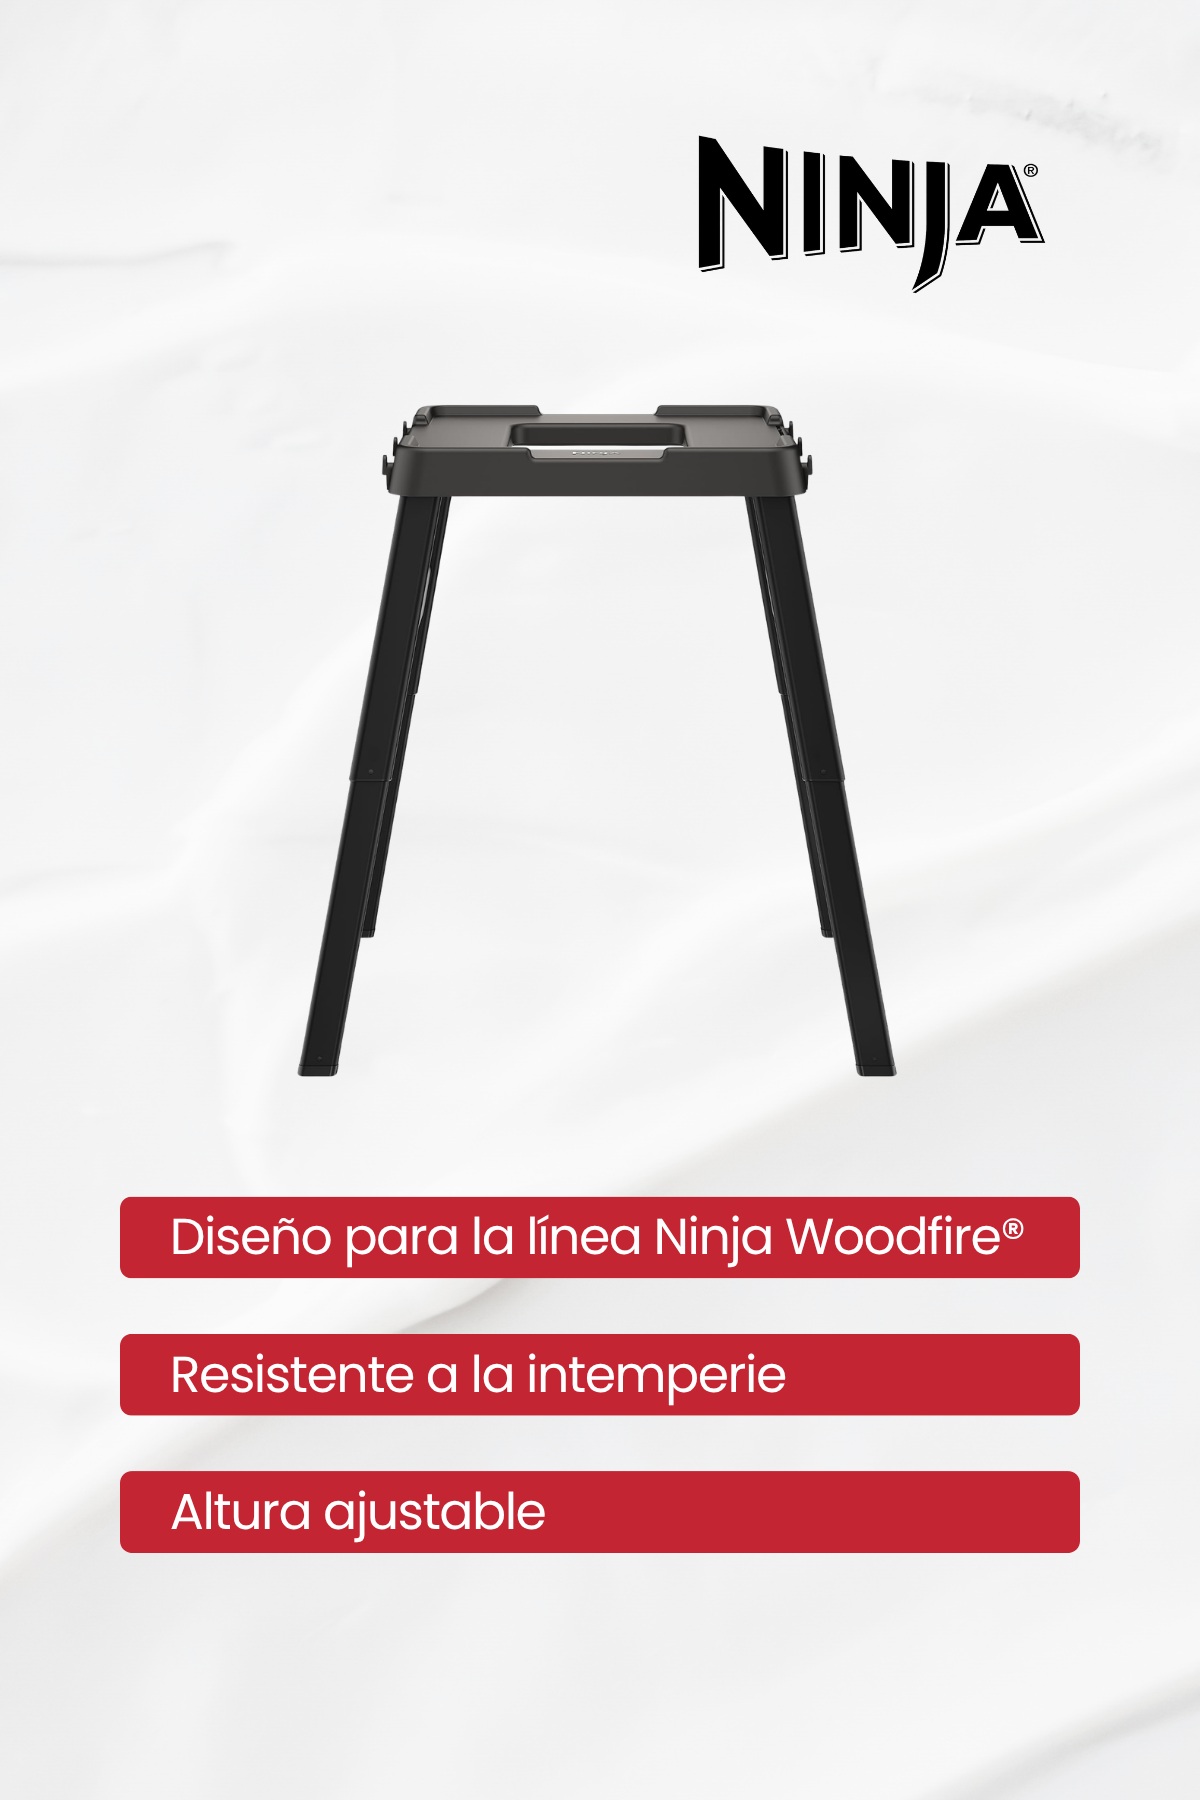 NINJA®
Diseño para la línea Ninja Woodfire®
Resistente a la intemperie
Altura ajustable